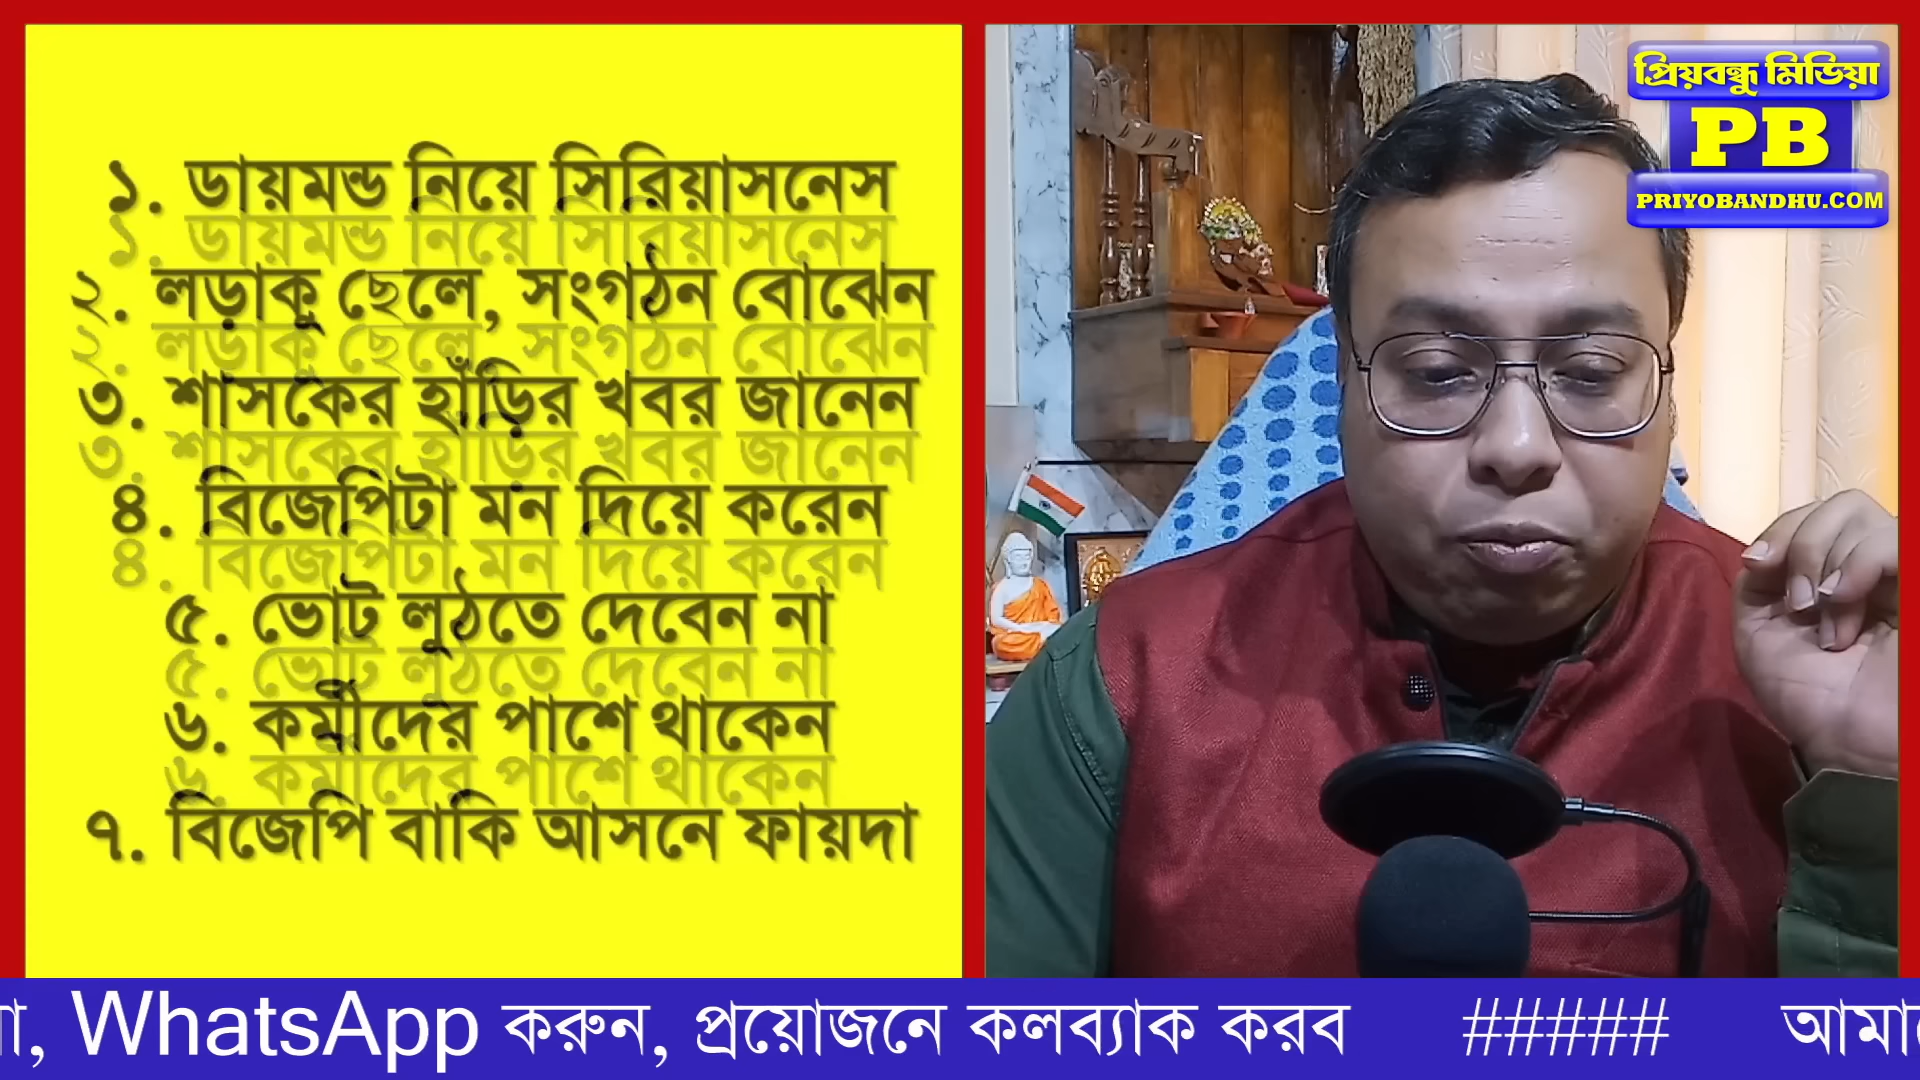 ১. ডায়মন্ড নিয়ে সিরিয়াসনেস
২. লড়াকু ছেলে, সংগঠন বোঝেন
৩. শাসকের হাঁড়ির খবর জানেন
৪. বিজেপিটা মন দিয়ে করেন
৫. ভোট লুঠতে দেবেন না
৬. কর্মীদের পাশে থাকেন
৭. বিজেপি বাকি আসনে ফায়দা
প্রিয়বন্ধু মিডিয়া
PB
PRIYOBANDHU.COM
WhatsApp করুন, প্রয়োজনে কলব্যাক করব #####